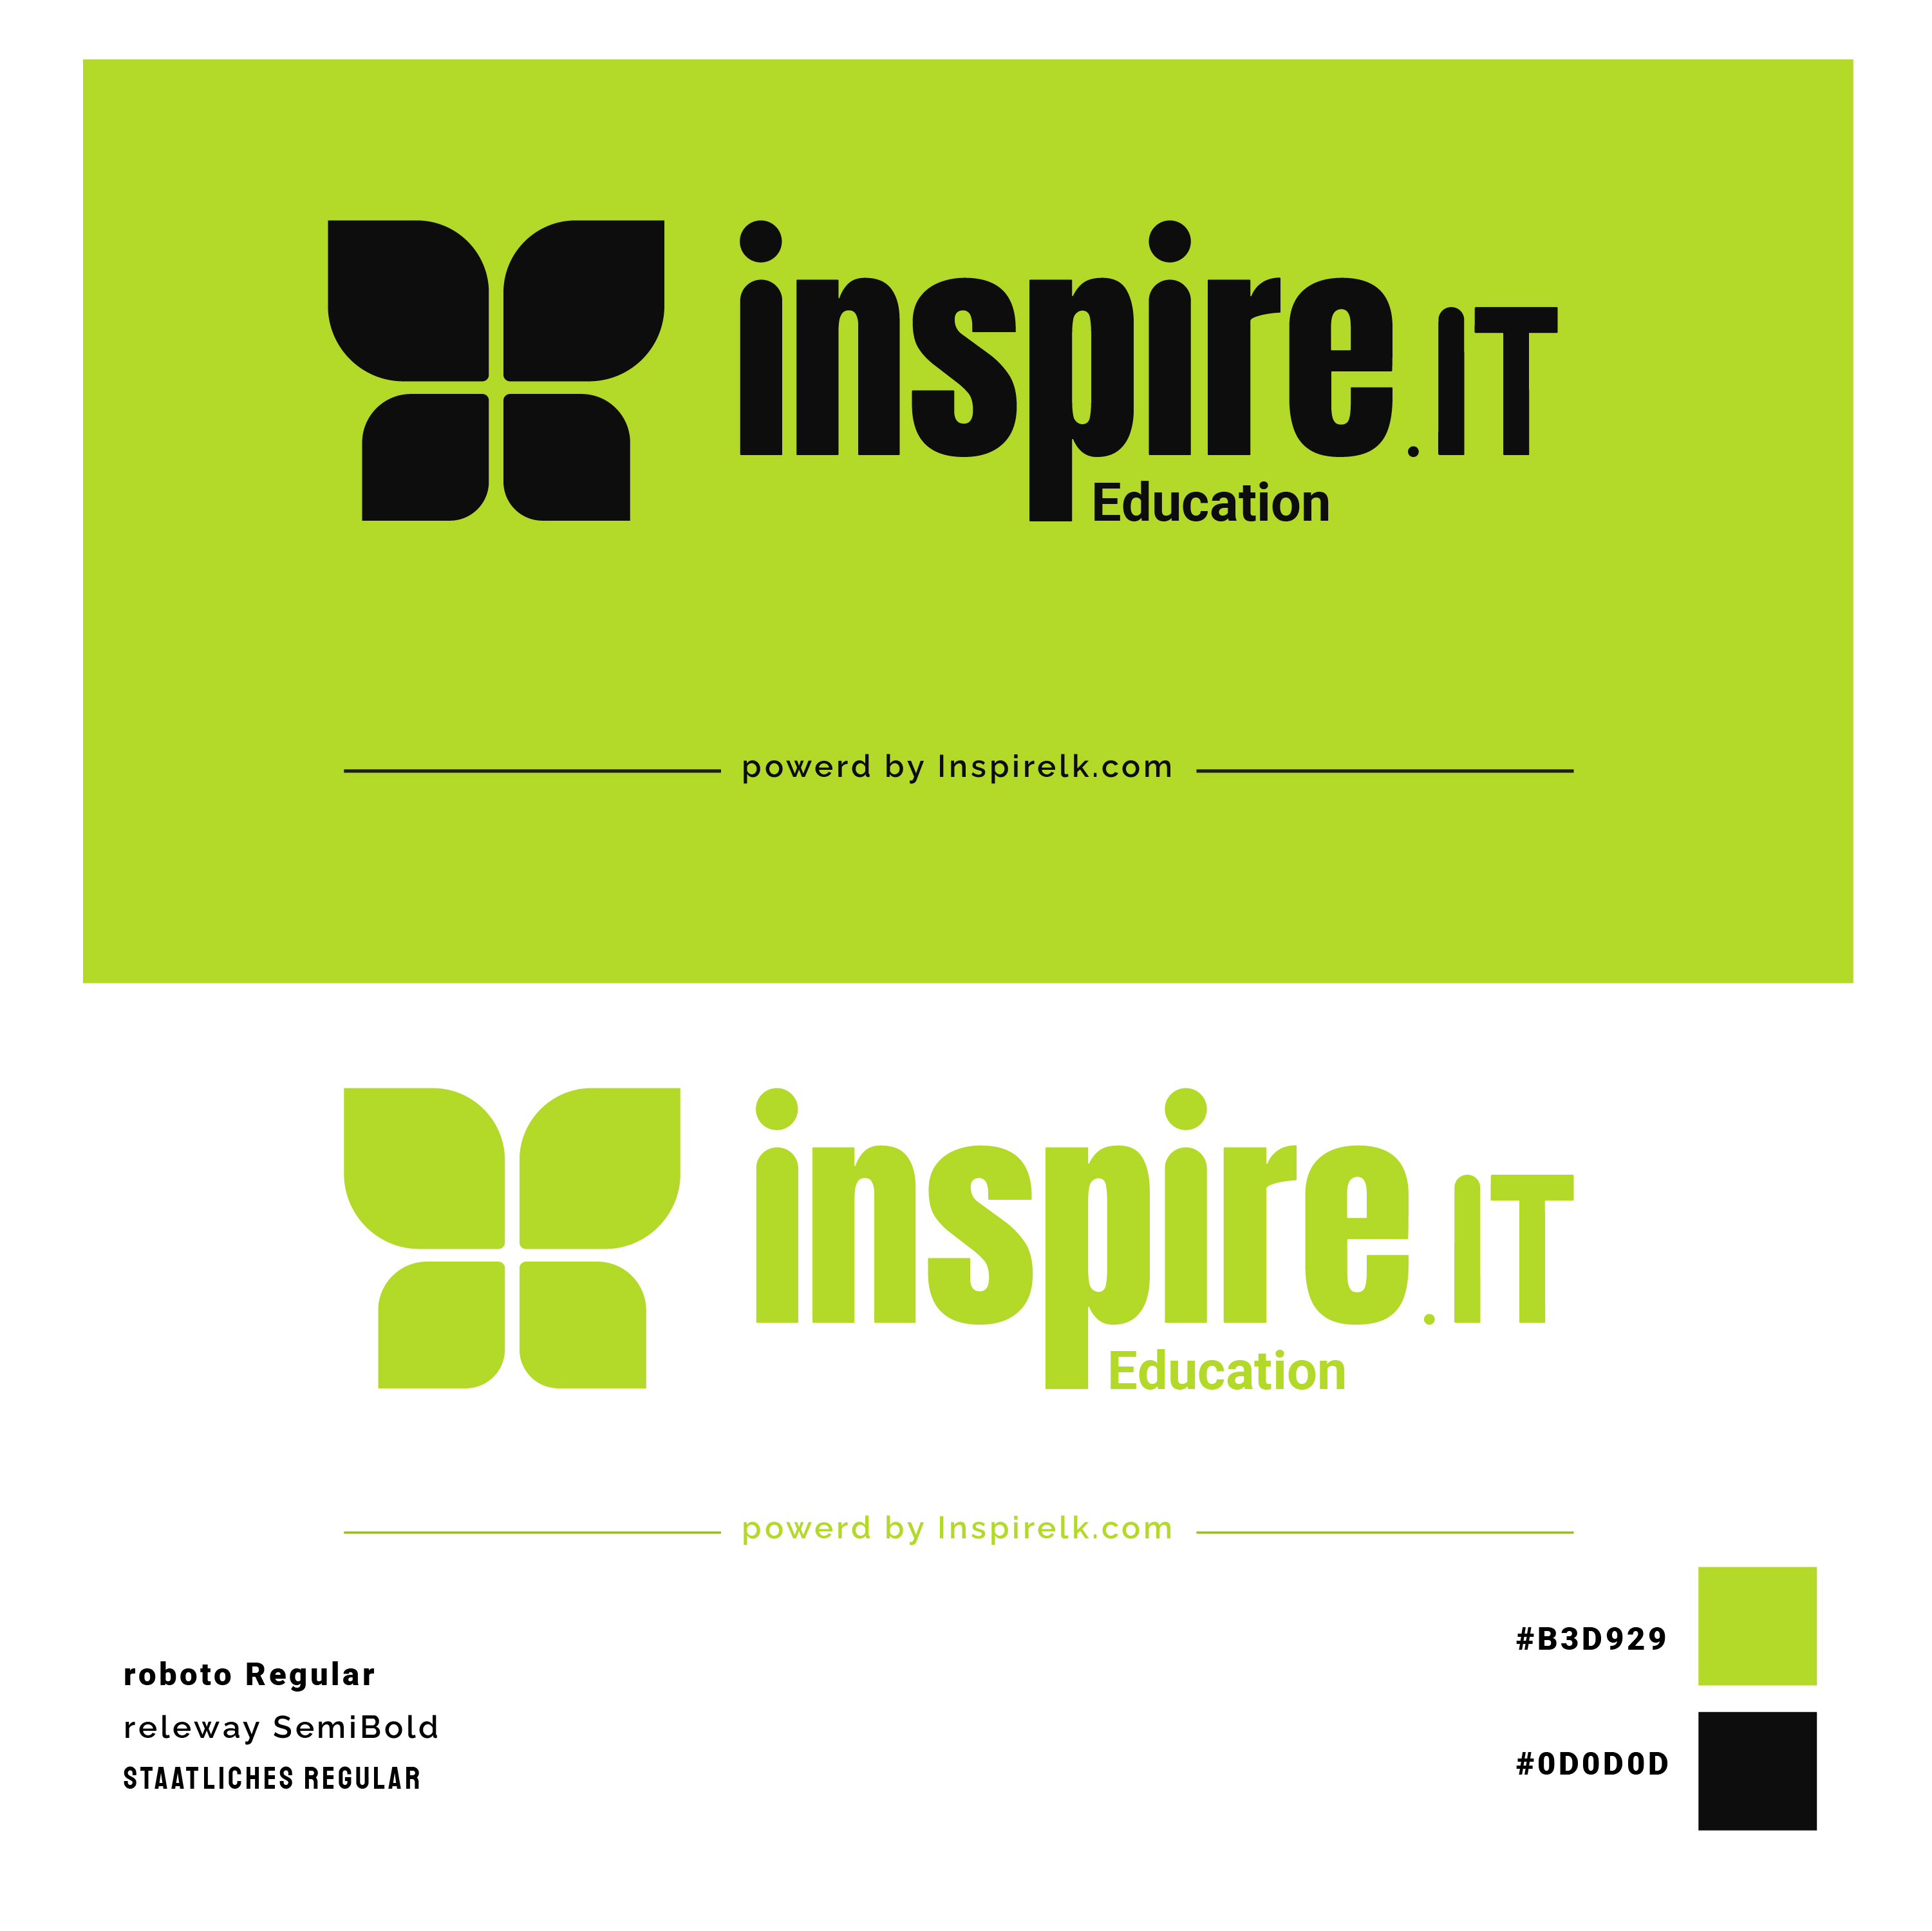 inspire.IT
Education
powerd by Inspirelk.com
inspire.IT
Education
powerd by Inspirelk.com
roboto Regular
releway SemiBold
STAATLICHES REGULAR
#B3D929
#0D0D0D